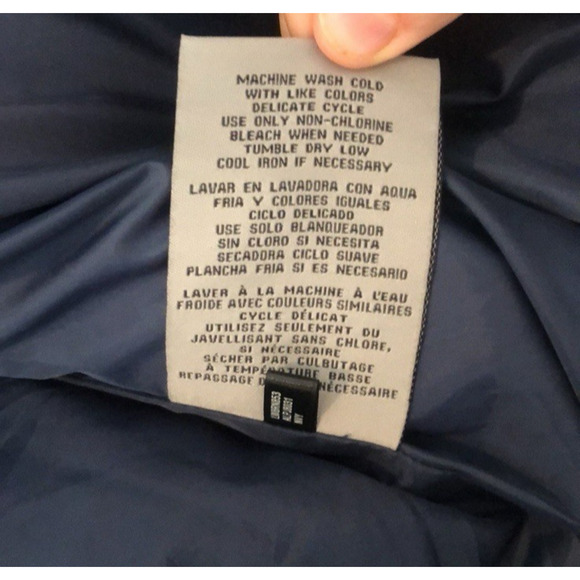 MACHINE WASH COLD
WITH LIKE COLORS
DELICATE CYCLE
USE ONLY NON-CHLORINE
BLEACH WHEN NEEDED
TUMBLE DRY LOW
COOL IRON IF NECESSARY
LAVAR EN LAVADORA CON AQUA
FRIA Y COLORES IGUALES
CICLO DELICADO
USE SOLO BLANQUEADOR
SIN CLORO SI NECESITA
SECADORA CICLO SUAVE
PLANCHA FRIA SI ES NECESARIO
LAVER À LA MACHINE À L'EAU
FROIDE AVEC COULEURS SIMILAIRES
CYCLE DÉLICAT
UTILISEZ SEULEMENT DU
JAVELLISANT SANS CHLORE,
SI NÉCESSAIRE
SÉCHER PAR CULBUTAGE
À TEMPÉRATURE BASSE
REPASSAGE NÉCESSAIRE